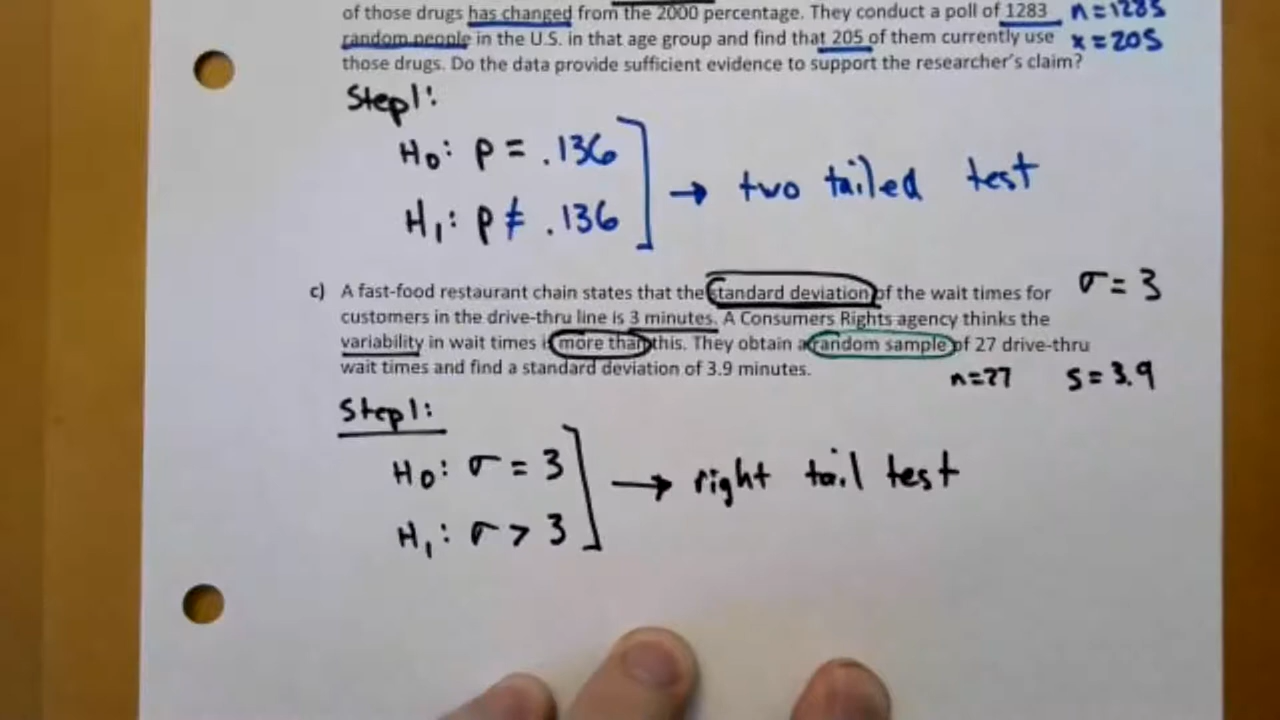 of those drugs has changed from the 2000 percentage. They conduct a poll of 1283 n=1283
random people in the U.S. in that age group and find that 205 of them currently use x=205
those drugs. Do the data provide sufficient evidence to support the researcher's claim?
Step1:
H0: p = .136
H1: p ≠ .136
→ two tailed test
c) A fast-food restaurant chain states that the standard deviation of the wait times for σ = 3
customers in the drive-thru line is 3 minutes. A Consumers Rights agency thinks the
variability in wait times is more than this. They obtain a random sample of 27 drive-thru
wait times and find a standard deviation of 3.9 minutes. n=27 s=3.9
Step1:
H0: σ = 3
H1: σ > 3
→ right tail test